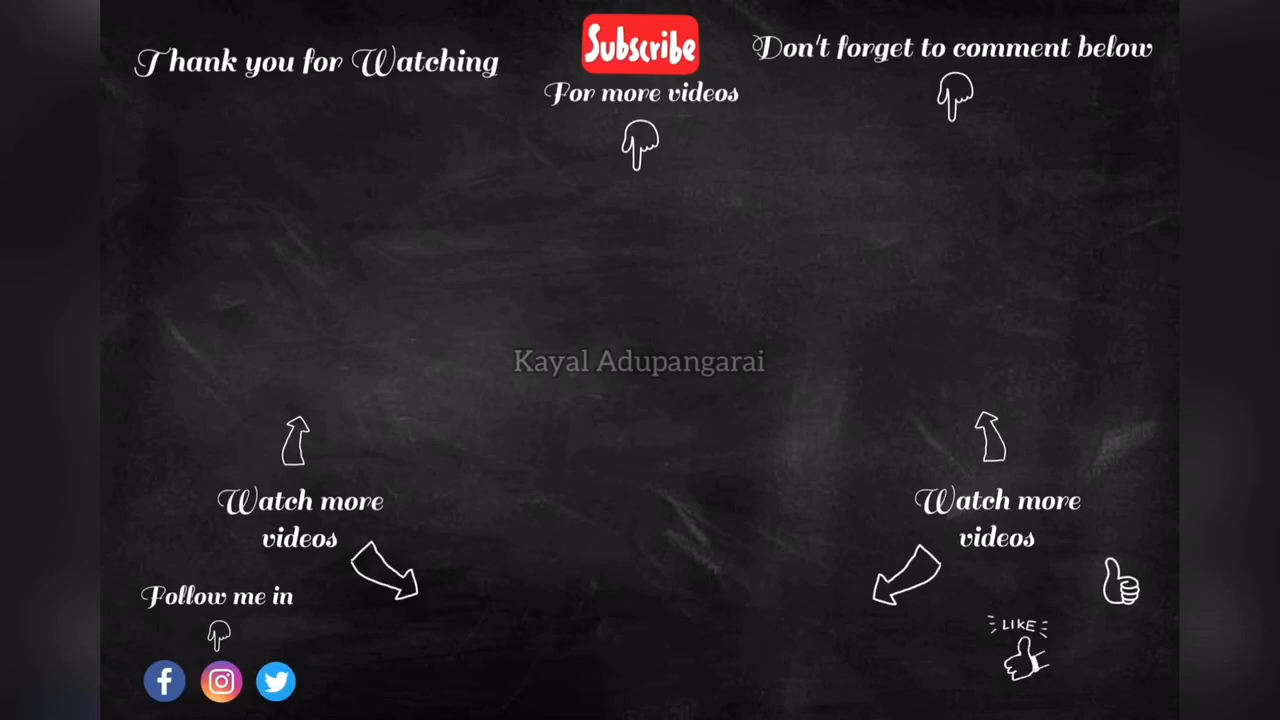 Thank you for Watching
Subscribe
For more videos
Don't forget to comment below
Kayal Adupangarai
Watch more
videos
Watch more
videos
Follow me in
LIKE